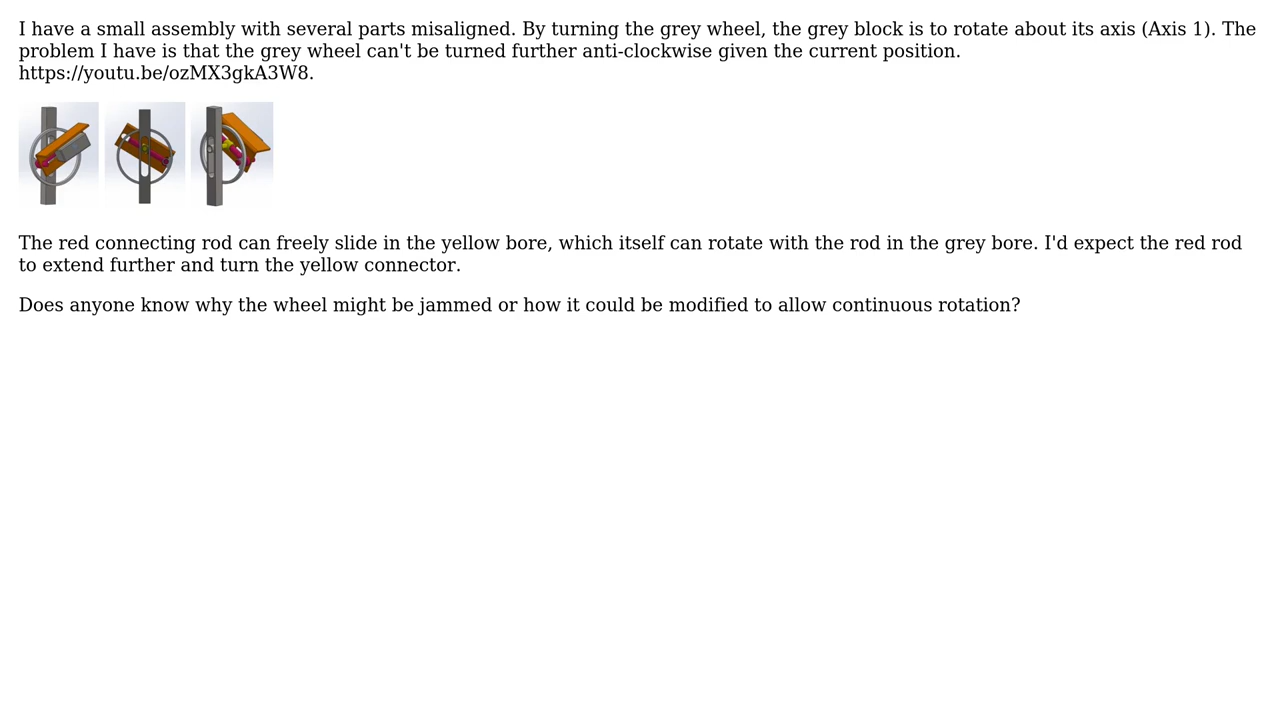 I have a small assembly with several parts misaligned. By turning the grey wheel, the grey block is to rotate about its axis (Axis 1). The
problem I have is that the grey wheel can't be turned further anti-clockwise given the current position.
https://youtu.be/ozMX3gkA3W8.
The red connecting rod can freely slide in the yellow bore, which itself can rotate with the rod in the grey bore. I'd expect the red rod
to extend further and turn the yellow connector.
Does anyone know why the wheel might be jammed or how it could be modified to allow continuous rotation?